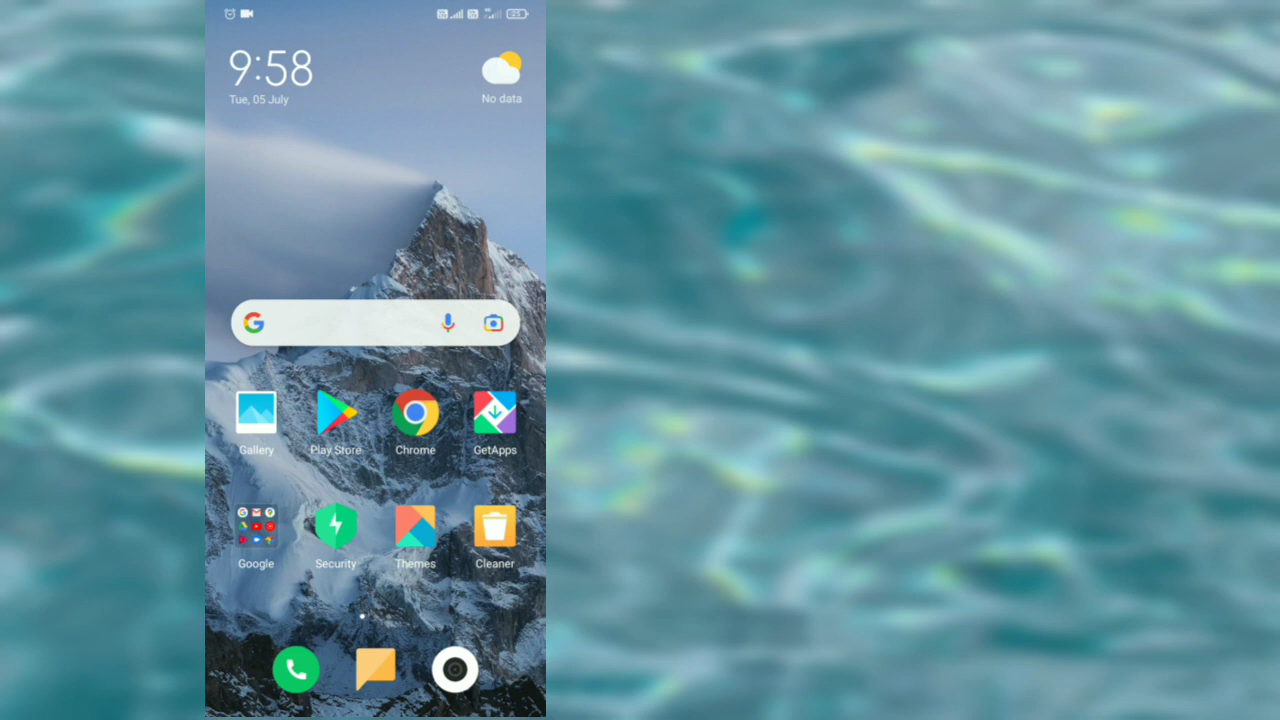 9:58
Tue, 05 July
No data
Gallery
Play Store
Chrome
GetApps
Google
Security
Themes
Cleaner